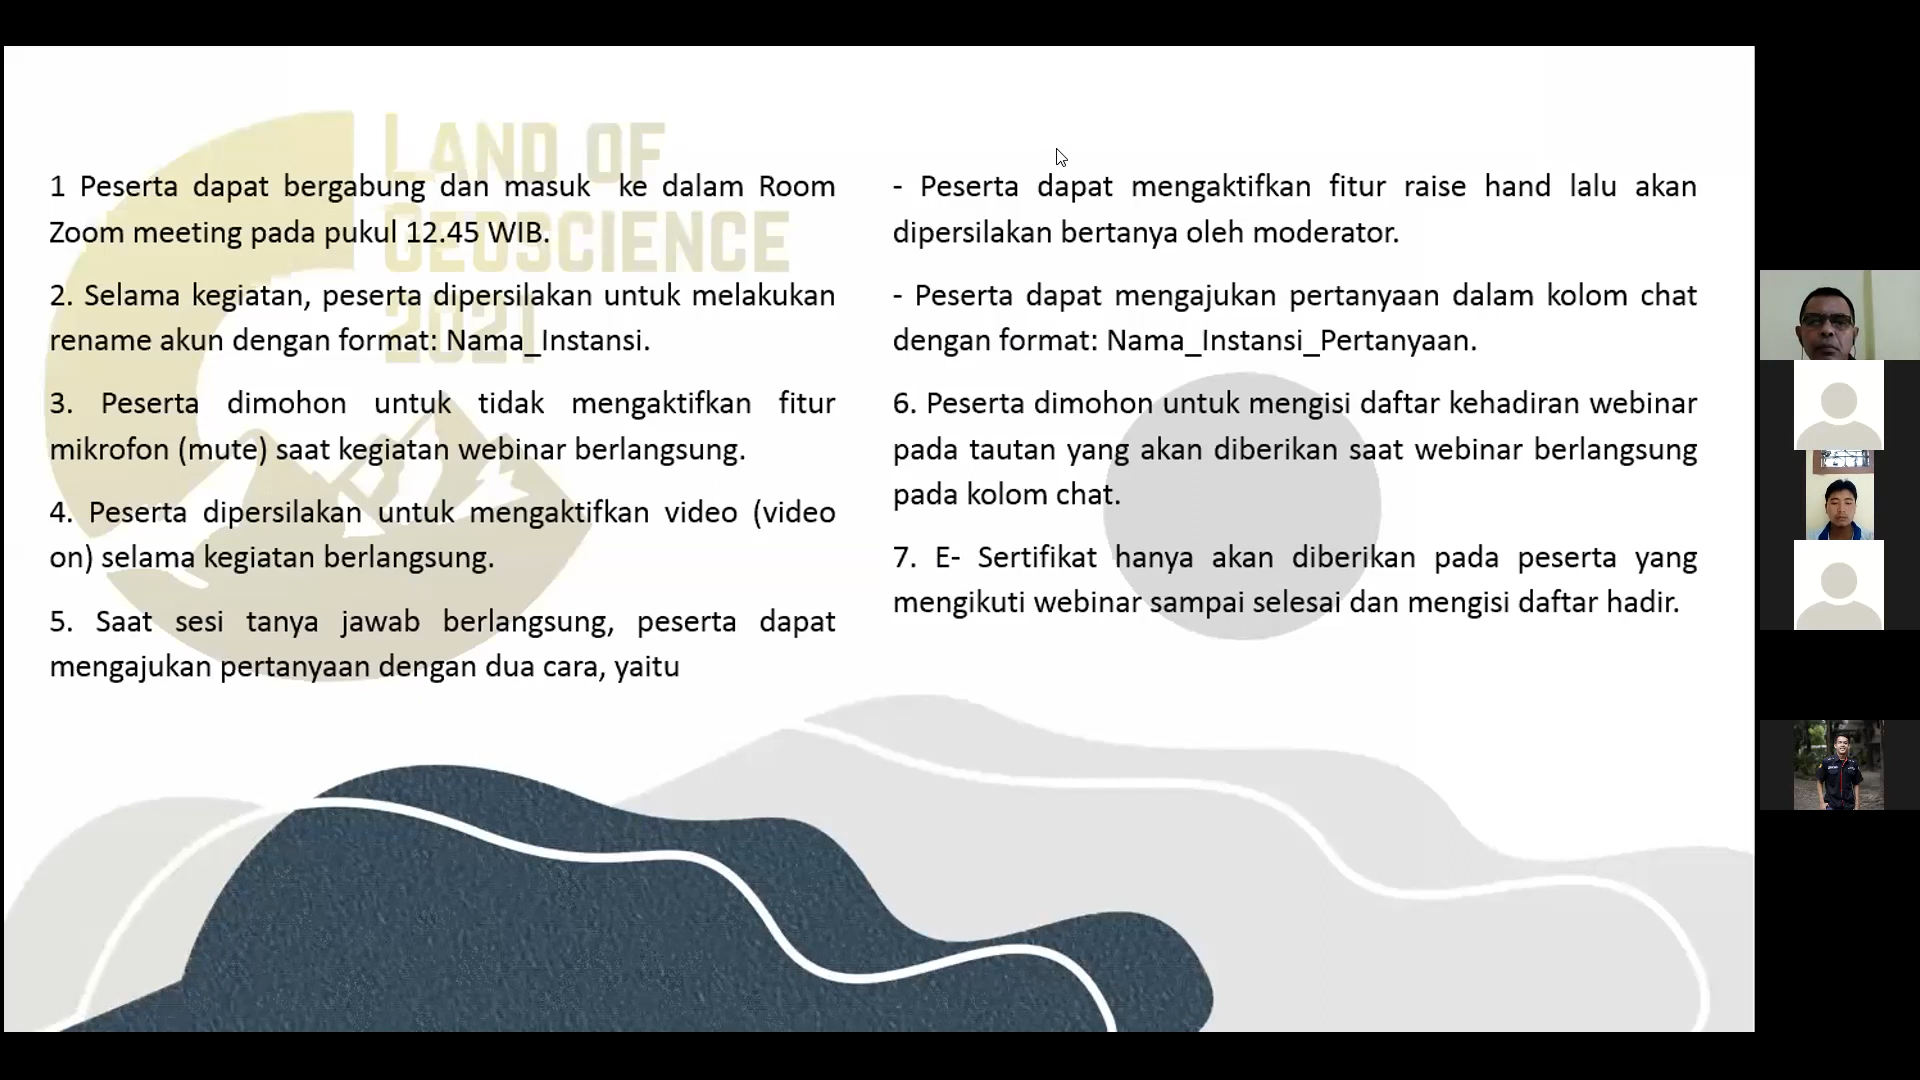 LAND OF
GEOSCIENCE
2021
1 Peserta dapat bergabung dan masuk ke dalam Room
Zoom meeting pada pukul 12.45 WIB.
2. Selama kegiatan, peserta dipersilakan untuk melakukan
rename akun dengan format: Nama_Instansi.
3. Peserta dimohon untuk tidak mengaktifkan fitur
mikrofon (mute) saat kegiatan webinar berlangsung.
4. Peserta dipersilakan untuk mengaktifkan video (video
on) selama kegiatan berlangsung.
5. Saat sesi tanya jawab berlangsung, peserta dapat
mengajukan pertanyaan dengan dua cara, yaitu
- Peserta dapat mengaktifkan fitur raise hand lalu akan
dipersilakan bertanya oleh moderator.
- Peserta dapat mengajukan pertanyaan dalam kolom chat
dengan format: Nama_Instansi_Pertanyaan.
6. Peserta dimohon untuk mengisi daftar kehadiran webinar
pada tautan yang akan diberikan saat webinar berlangsung
pada kolom chat.
7. E- Sertifikat hanya akan diberikan pada peserta yang
mengikuti webinar sampai selesai dan mengisi daftar hadir.